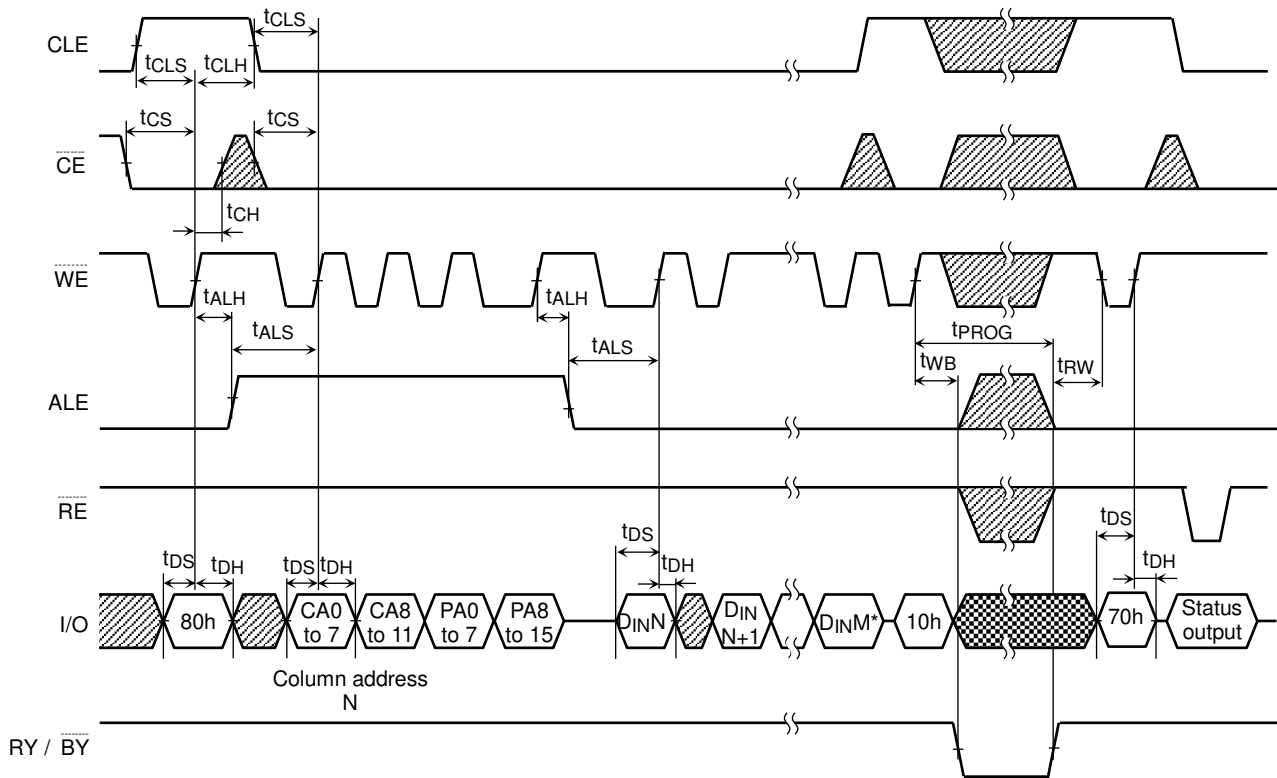 tCLS
CLE
tCLS
tCLH
tCS
tCS
CE
tCH
WE
tALH
tALH
tALS
tALS
tPROG
tWB
tRW
ALE
RE
tDS
tDS
tDS
tDH
tDS
tDH
tDH
tDH
I/O
80h
CA0
to 7
CA8
to 11
PA0
to 7
PA8
to 15
DINN
DIN
N+1
DINM*
10h
70h
Status
output
Column address
N
RY / BY